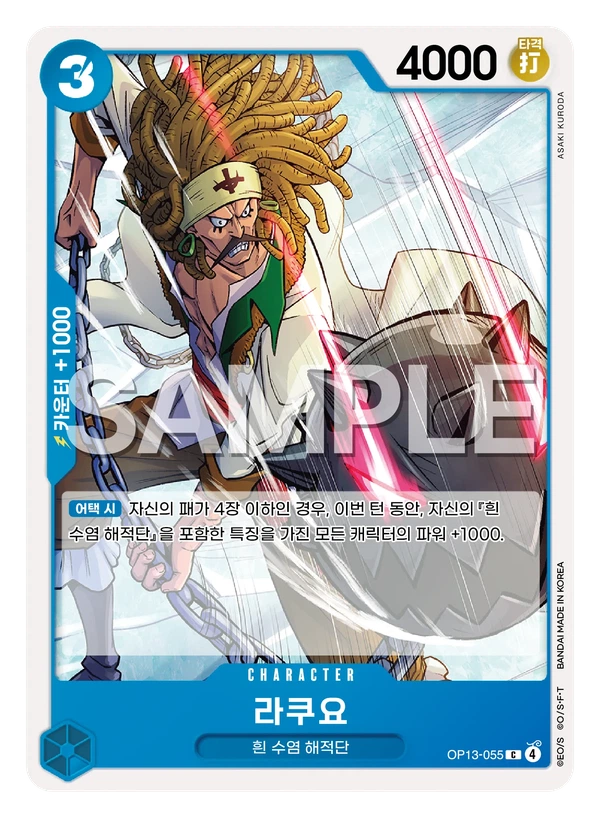 3
4000
타격
打
ASAKI KURODA
카운터 +1000
SAMPLE
어택 시 자신의 패가 4장 이하인 경우, 이번 턴 동안, 자신의 『흰
수염 해적단』을 포함한 특징을 가진 모든 캐릭터의 파워 +1000.
CHARACTER
라쿠요
흰 수염 해적단
OP13-055 C 4
©EO/S ©O/S·F·T BANDAI MADE IN KOREA